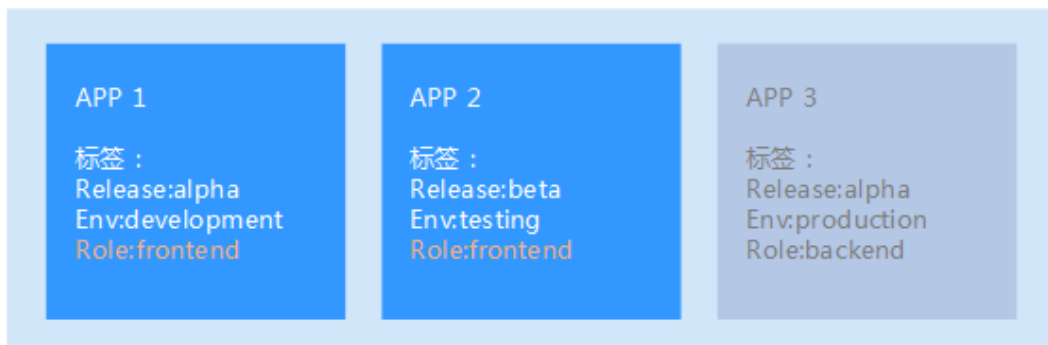 APP 1
标签：
Release:alpha
Env:development
Role:frontend
APP 2
标签：
Release:beta
Env:testing
Role:frontend
APP 3
标签：
Release:alpha
Env:production
Role:backend